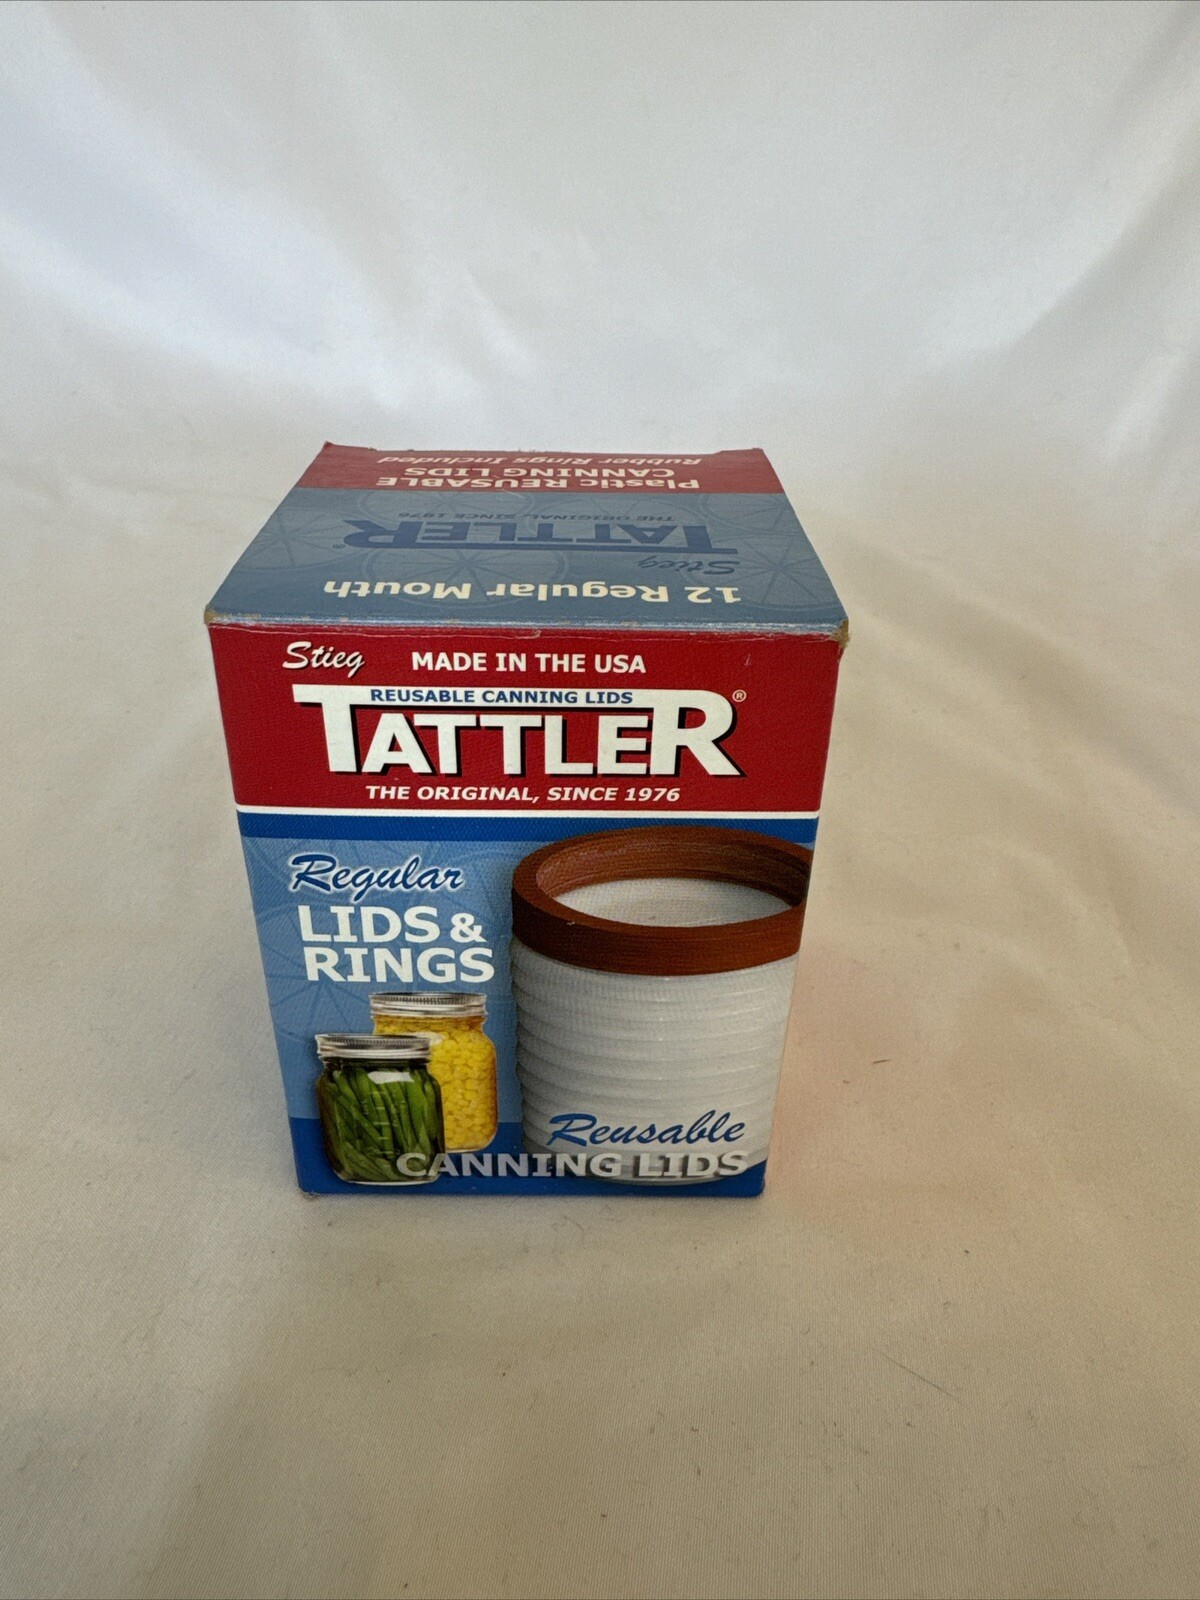 Plastic REUSABLE
CANNING LIDS
Rubber Rings Included
Stieg
TATTLER®
THE ORIGINAL, SINCE 1976
12 Regular Mouth
Stieg
MADE IN THE USA
REUSABLE CANNING LIDS
TATTLER®
THE ORIGINAL, SINCE 1976
Regular
LIDS &
RINGS
Reusable
CANNING LIDS